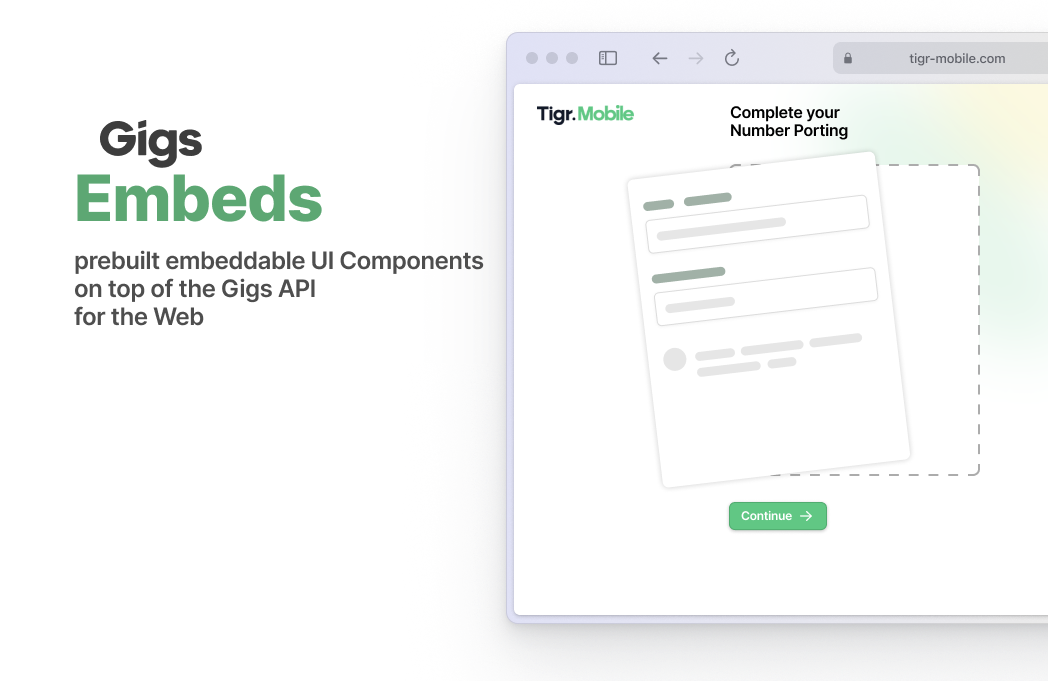 Gigs
Embeds
prebuilt embeddable UI Components
on top of the Gigs API
for the Web
tigr-mobile.com
Tigr.Mobile
Complete your
Number Porting
Continue